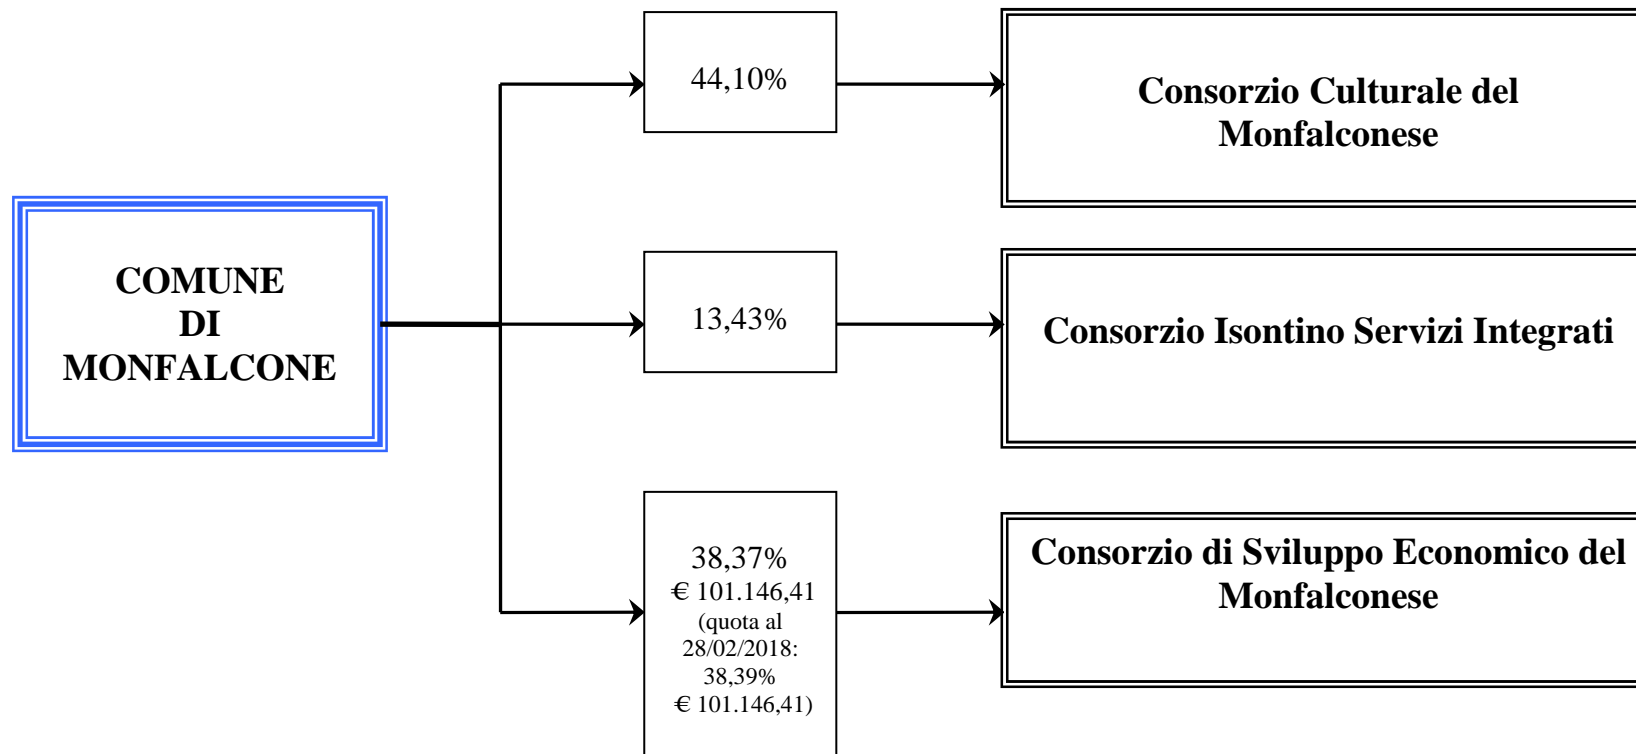 44,10%
Consorzio Culturale del
Monfalconese
COMUNE
DI
MONFALCONE
13,43%
Consorzio Isontino Servizi Integrati
38,37%
€ 101.146,41
(quota al
28/02/2018:
38,39%
€ 101.146,41)
Consorzio di Sviluppo Economico del
Monfalconese